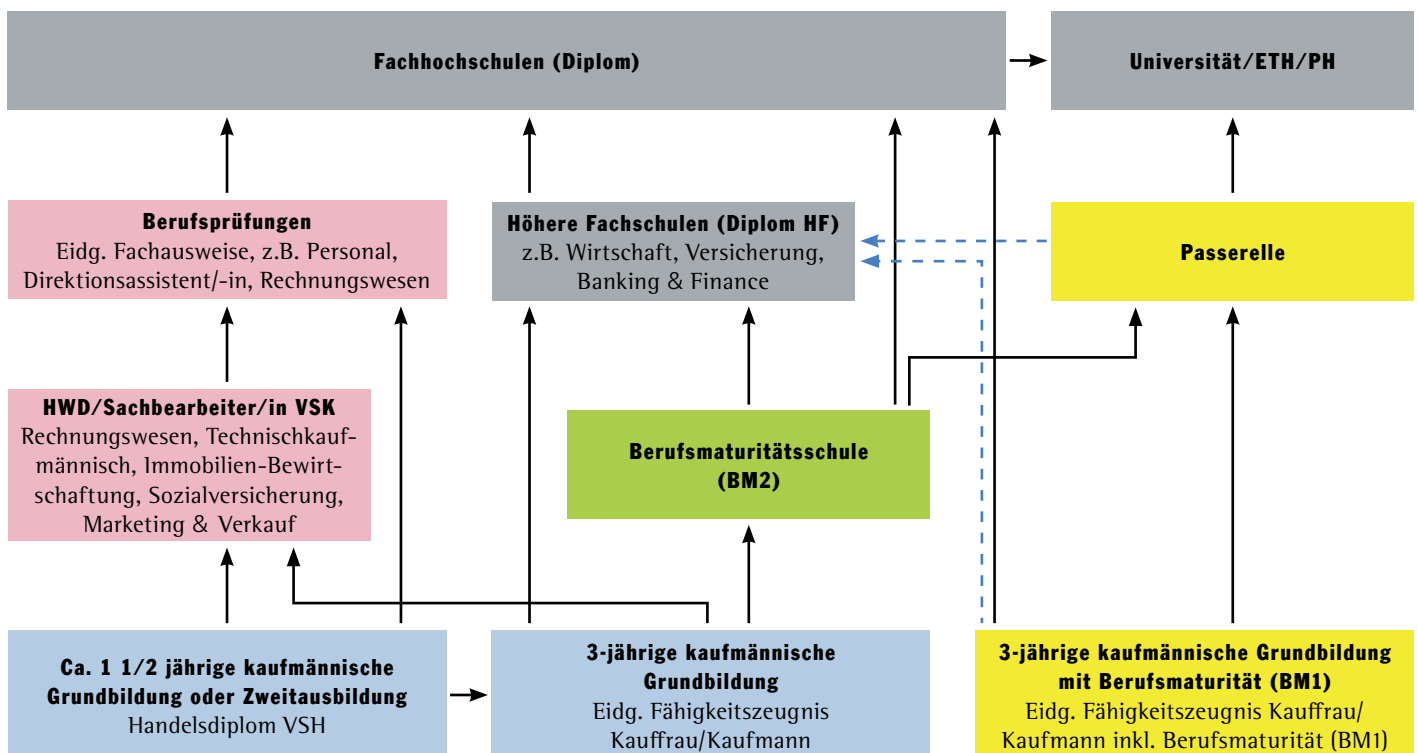 Fachhochschulen (Diplom)
Universität/ETH/PH
Berufsprüfungen
Eidg. Fachausweise, z.B. Personal,
Direktionsassistent/-in, Rechnungswesen
Höhere Fachschulen (Diplom HF)
z.B. Wirtschaft, Versicherung,
Banking & Finance
Passerelle
HWD/Sachbearbeiter/in VSK
Rechnungswesen, Technischkauf-
männisch, Immobilien-Bewirt-
schaftung, Sozialversicherung,
Marketing & Verkauf
Berufsmaturitätsschule
(BM2)
Ca. 1 1/2 jährige kaufmännische
Grundbildung oder Zweitausbildung
Handelsdiplom VSH
3-jährige kaufmännische
Grundbildung
Eidg. Fähigkeitszeugnis
Kauffrau/Kaufmann
3-jährige kaufmännische Grundbildung
mit Berufsmaturität (BM1)
Eidg. Fähigkeitszeugnis Kauffrau/
Kaufmann inkl. Berufsmaturität (BM1)